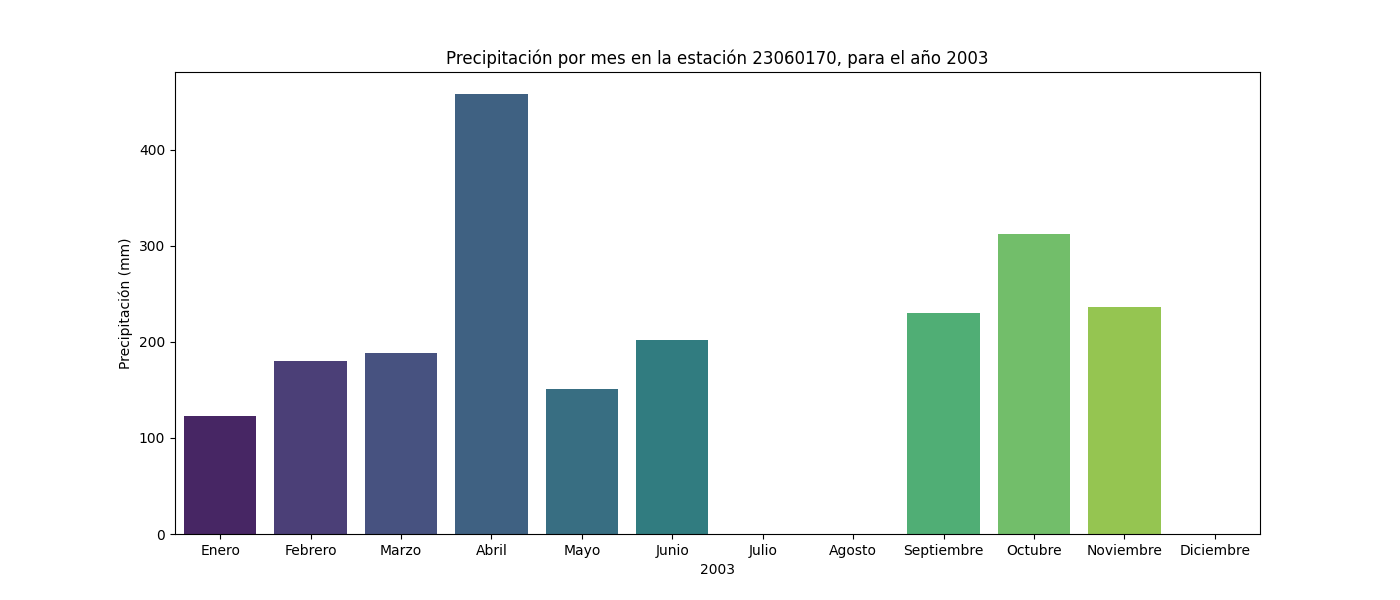 Precipitación por mes en la estación 23060170, para el año 2003
Precipitación (mm)
400
300
200
100
0
Enero Febrero Marzo Abril Mayo Junio Julio Agosto Septiembre Octubre Noviembre Diciembre
2003